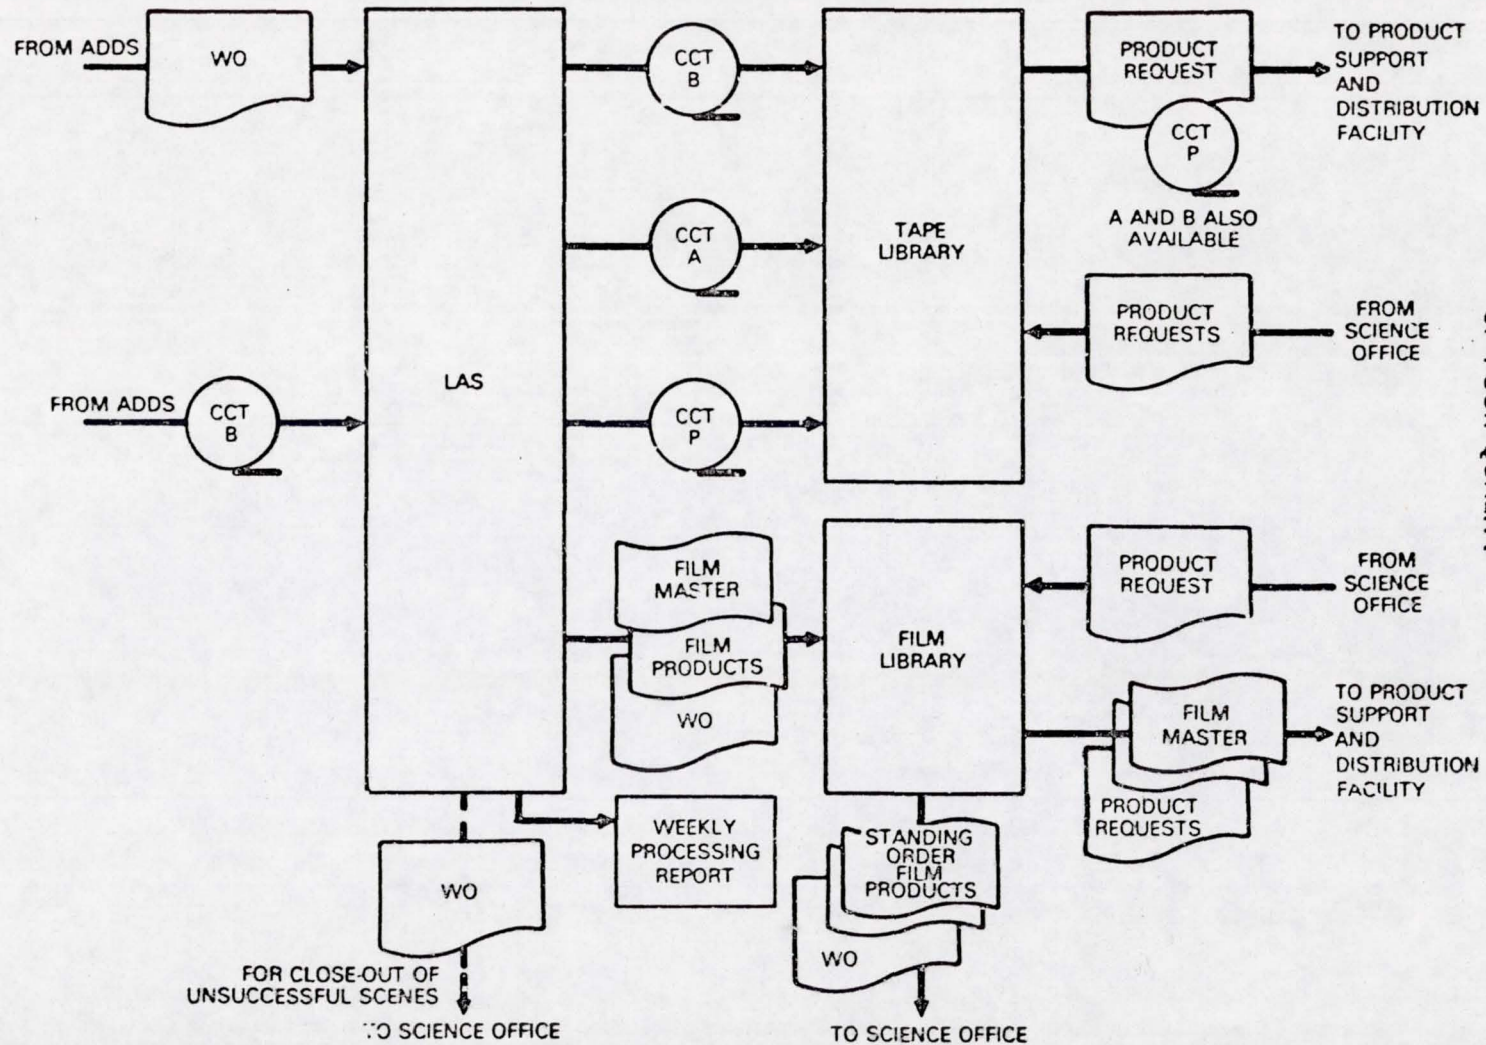 FROM ADDS
WO
CCT
B
PRODUCT
REQUEST
TO PRODUCT
SUPPORT
AND
DISTRIBUTION
FACILITY
CCT
P
A AND B ALSO
AVAILABLE
CCT
A
TAPE
LIBRARY
PRODUCT
REQUESTS
FROM
SCIENCE
OFFICE
LAS
FROM ADDS
CCT
B
CCT
P
FILM
MASTER
FILM
PRODUCTS
WO
FILM
LIBRARY
PRODUCT
REQUEST
FROM
SCIENCE
OFFICE
FILM
MASTER
PRODUCT
REQUESTS
TO PRODUCT
SUPPORT
AND
DISTRIBUTION
FACILITY
WO
WEEKLY
PROCESSING
REPORT
STANDING
ORDER
FILM
PRODUCTS
WO
FOR CLOSE-OUT OF
UNSUCCESSFUL SCENES
TO SCIENCE OFFICE
TO SCIENCE OFFICE